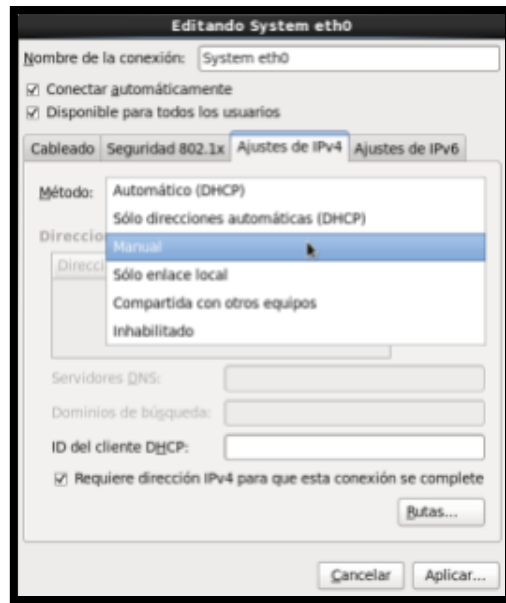 Editando System eth0
Nombre de la conexión: System eth0
Conectar automáticamente
Disponible para todos los usuarios
Cableado Seguridad 802.1x Ajustes de IPv4 Ajustes de IPv6
Método: Automático (DHCP)
Sólo direcciones automáticas (DHCP)
Direccio
Manual
Direcci
Sólo enlace local
Compartida con otros equipos
Inhabilitado
Servidores DNS:
Dominios de búsqueda:
ID del cliente DHCP:
Requiere dirección IPv4 para que esta conexión se complete
Rutas...
Cancelar Aplicar...